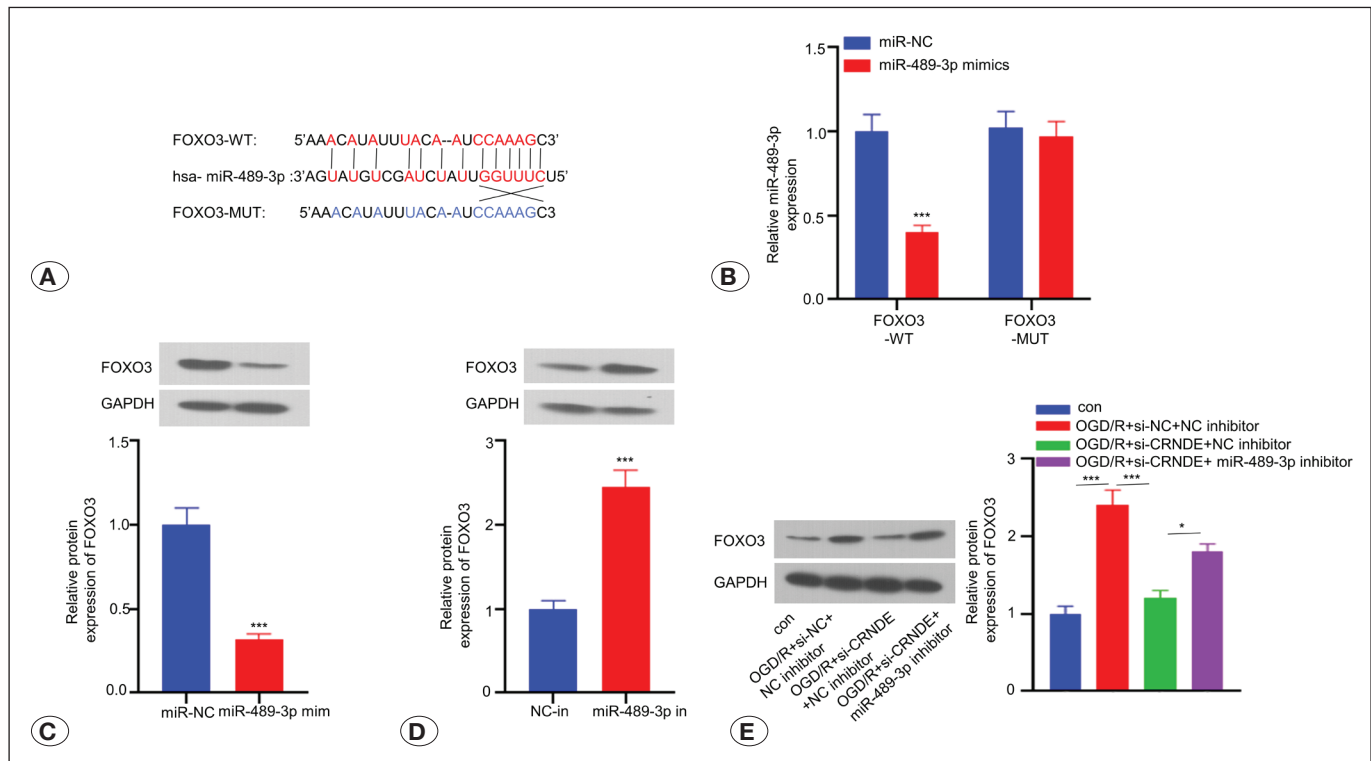 FOXO3-WT: 5'AAACAUAUUUACA--AUCCAAAGC3'
hsa- miR-489-3p :3'AGUAUGUCGAUCUAUUGGUUUCU5'
FOXO3-MUT: 5'AAACAUAUUUACA-AUCCAAAGC3
A
miR-NC
miR-489-3p mimics
Relative miR-489-3p
expression
1.5
1.0
0.5
0.0
***
FOXO3
-WT
FOXO3
-MUT
B
FOXO3
GAPDH
Relative protein
expression of FOXO3
1.5
1.0
0.5
0.0
***
miR-NC
miR-489-3p mim
C
FOXO3
GAPDH
Relative protein
expression of FOXO3
3
2
1
0
***
NC-in
miR-489-3p in
D
FOXO3
GAPDH
con
OGD/R+si-NC+
NC inhibitor
OGD/R+si-CRNDE
+NC inhibitor
OGD/R+si-CRNDE+
miR-489-3p inhibitor
con
OGD/R+si-NC+NC inhibitor
OGD/R+si-CRNDE+NC inhibitor
OGD/R+si-CRNDE+ miR-489-3p inhibitor
Relative protein
expression of FOXO3
3
2
1
0
***
***
*
E